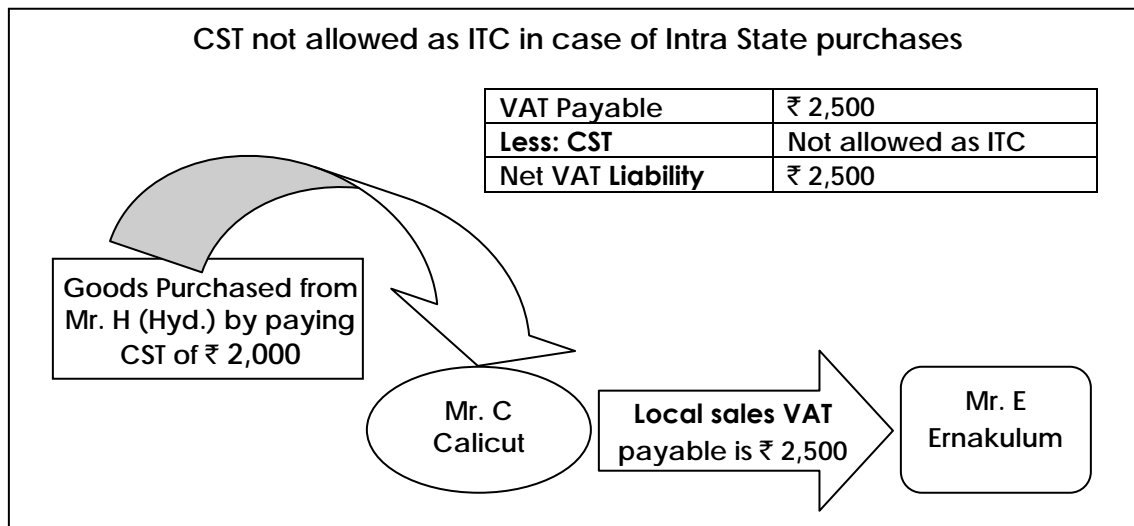 CST not allowed as ITC in case of Intra State purchases
VAT Payable ₹ 2,500
Less: CST Not allowed as ITC
Net VAT Liability ₹ 2,500
Goods Purchased from
Mr. H (Hyd.) by paying
CST of ₹ 2,000
Mr. C
Calicut
Local sales VAT
payable is ₹ 2,500
Mr. E
Ernakulum